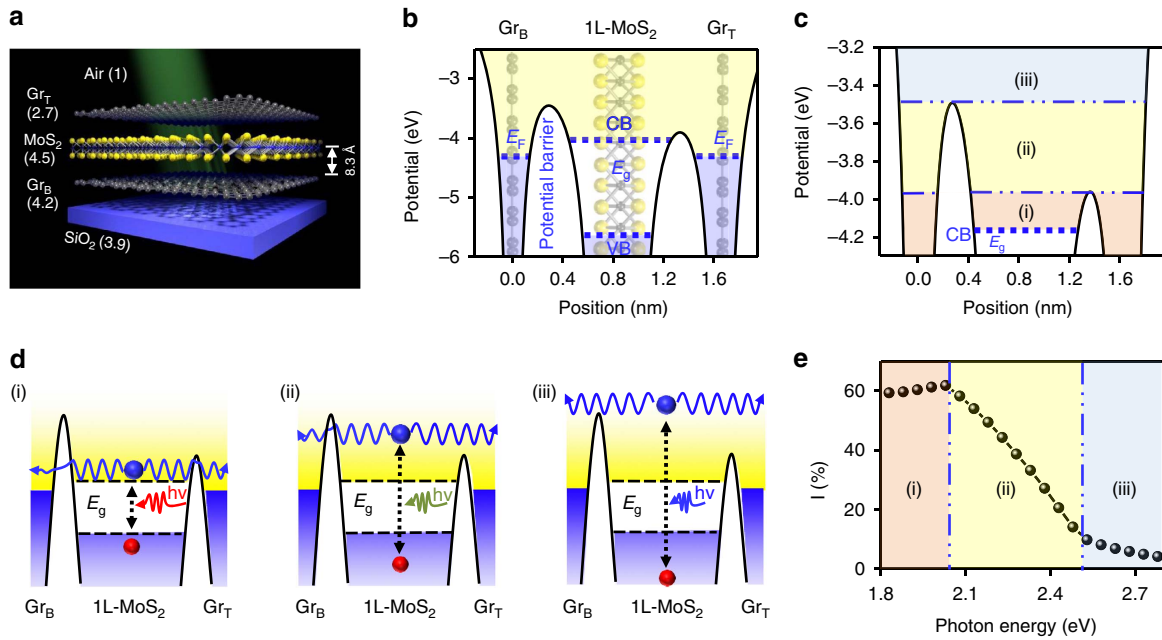 a
Air (1)
Gr_T
(2.7)
MoS₂
(4.5)
Gr_B
(4.2)
SiO₂ (3.9)
8.3 Å
b
Gr_B 1L-MoS₂ Gr_T
Potential (eV)
–3
–4
–5
–6
E_F
Potential barrier
CB
E_g
VB
E_F
0.0 0.4 0.8 1.2 1.6
Position (nm)
c
Potential (eV)
–3.2
–3.6
–3.8
–4.0
–4.2
(iii)
(ii)
(i)
CB
E_g
0.0 0.4 0.8 1.2 1.6
Position (nm)
d
(i)
E_g
hν
Gr_B 1L-MoS₂ Gr_T
(ii)
E_g
hν
Gr_B 1L-MoS₂ Gr_T
(iii)
E_g
hν
Gr_B 1L-MoS₂ Gr_T
e
I (%)
60
40
20
0
(i) (ii) (iii)
1.8 2.1 2.4 2.7
Photon energy (eV)